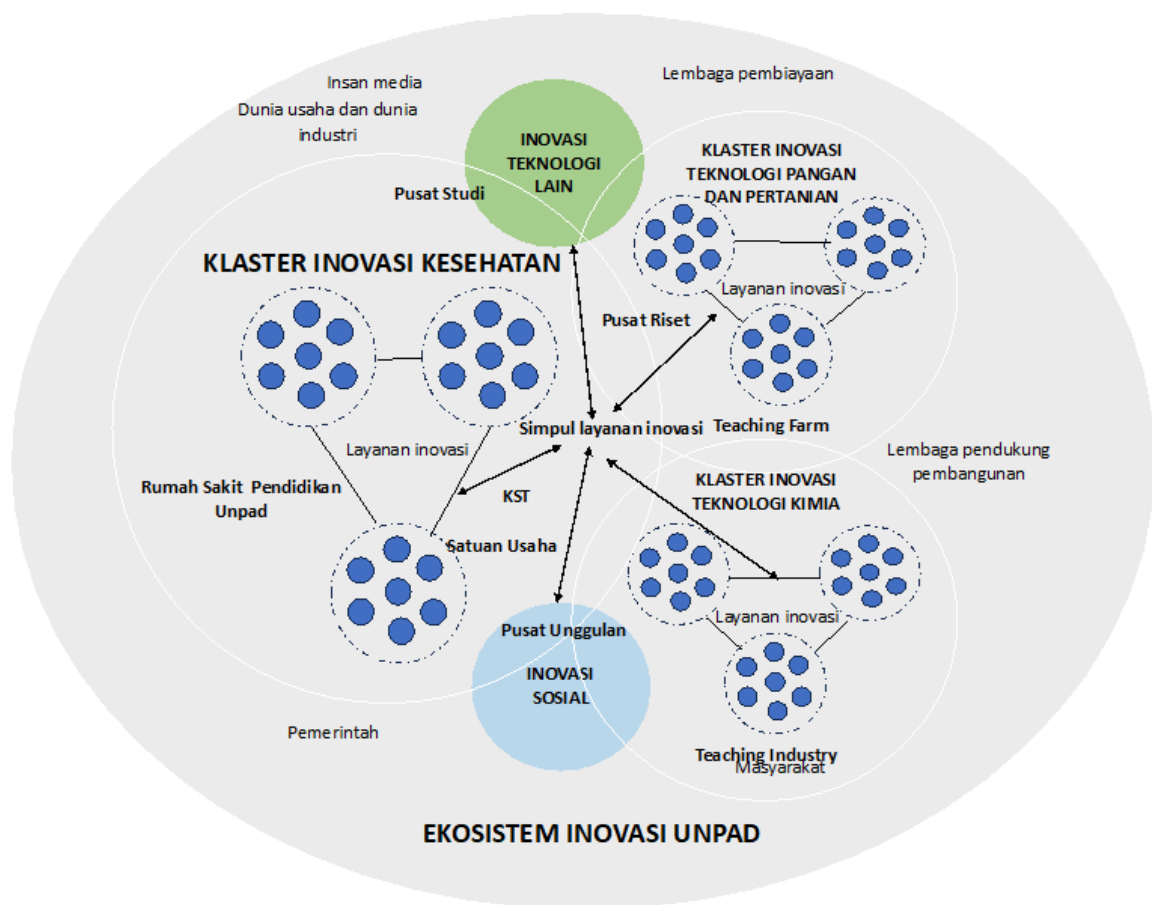 Insan media
Dunia usaha dan dunia
industri
Lembaga pembiayaan
INOVASI
TEKNOLOGI
LAIN
KLASTER INOVASI
TEKNOLOGI PANGAN
DAN PERTANIAN
Pusat Studi
KLASTER INOVASI KESEHATAN
Layanan inovasi
Pusat Riset
Simpul layanan inovasi
Teaching Farm
Layanan inovasi
Lembaga pendukung
pembangunan
Rumah Sakit Pendidikan
Unpad
KST
KLASTER INOVASI
TEKNOLOGI KIMIA
Satuan Usaha
Layanan inovasi
Pusat Unggulan
INOVASI
SOSIAL
Pemerintah
Teaching Industry
Masyarakat
EKOSISTEM INOVASI UNPAD